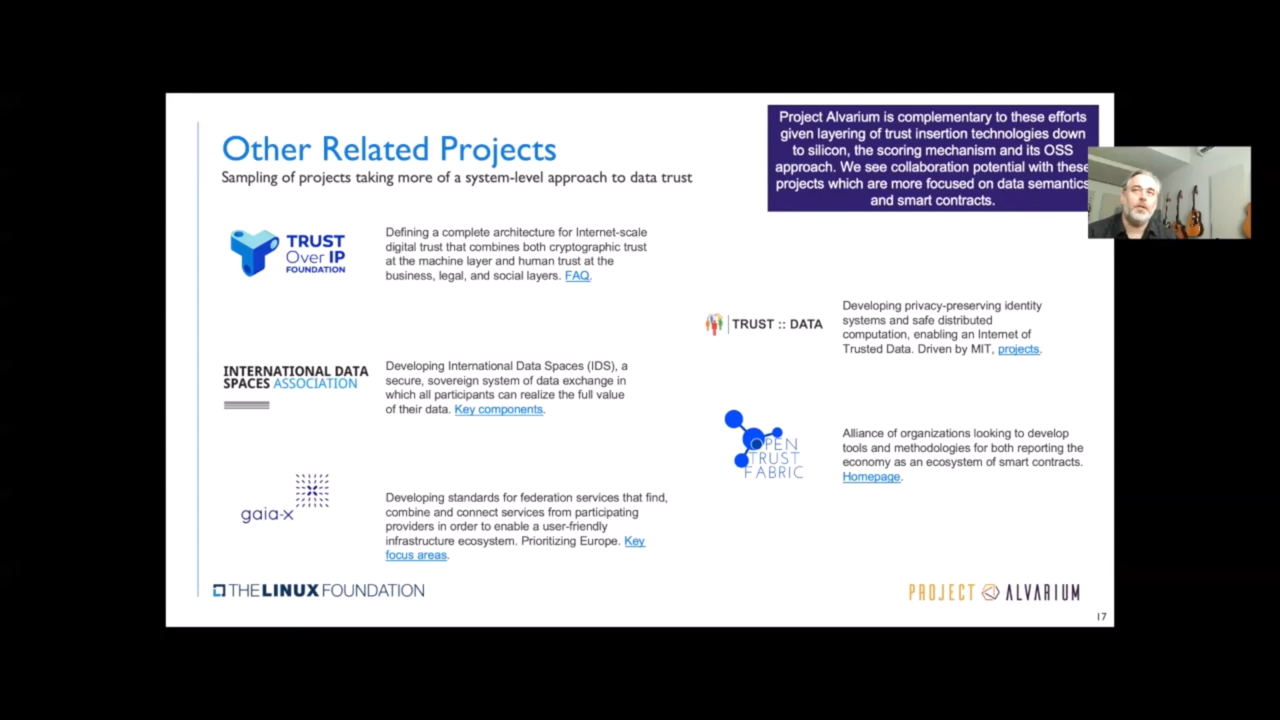 Other Related Projects
Sampling of projects taking more of a system-level approach to data trust
Project Alvarium is complementary to these efforts
given layering of trust insertion technologies down
to silicon, the scoring mechanism and its OSS
approach. We see collaboration potential with these
projects which are more focused on data semantics
and smart contracts.
TRUST
Over IP
FOUNDATION
Defining a complete architecture for Internet-scale
digital trust that combines both cryptographic trust
at the machine layer and human trust at the
business, legal, and social layers. FAQ.
INTERNATIONAL DATA
SPACES ASSOCIATION
Developing International Data Spaces (IDS), a
secure, sovereign system of data exchange in
which all participants can realize the full value
of their data. Key components.
gaia-x
Developing standards for federation services that find,
combine and connect services from participating
providers in order to enable a user-friendly
infrastructure ecosystem. Prioritizing Europe. Key
focus areas.
TRUST :: DATA
Developing privacy-preserving identity
systems and safe distributed
computation, enabling an Internet of
Trusted Data. Driven by MIT, projects.
OPEN
TRUST
FABRIC
Alliance of organizations looking to develop
tools and methodologies for both reporting the
economy as an ecosystem of smart contracts.
Homepage.
THE LINUX FOUNDATION
PROJECT ALVARIUM
17